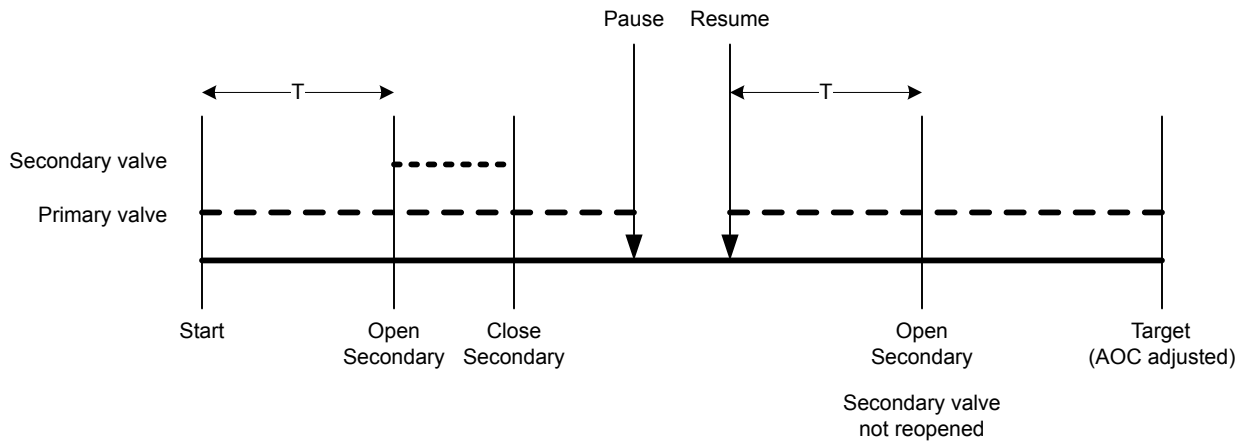 Pause
Resume
T
T
Secondary valve
Primary valve
Start
Open
Secondary
Close
Secondary
Open
Secondary
Target
(AOC adjusted)
Secondary valve
not reopened